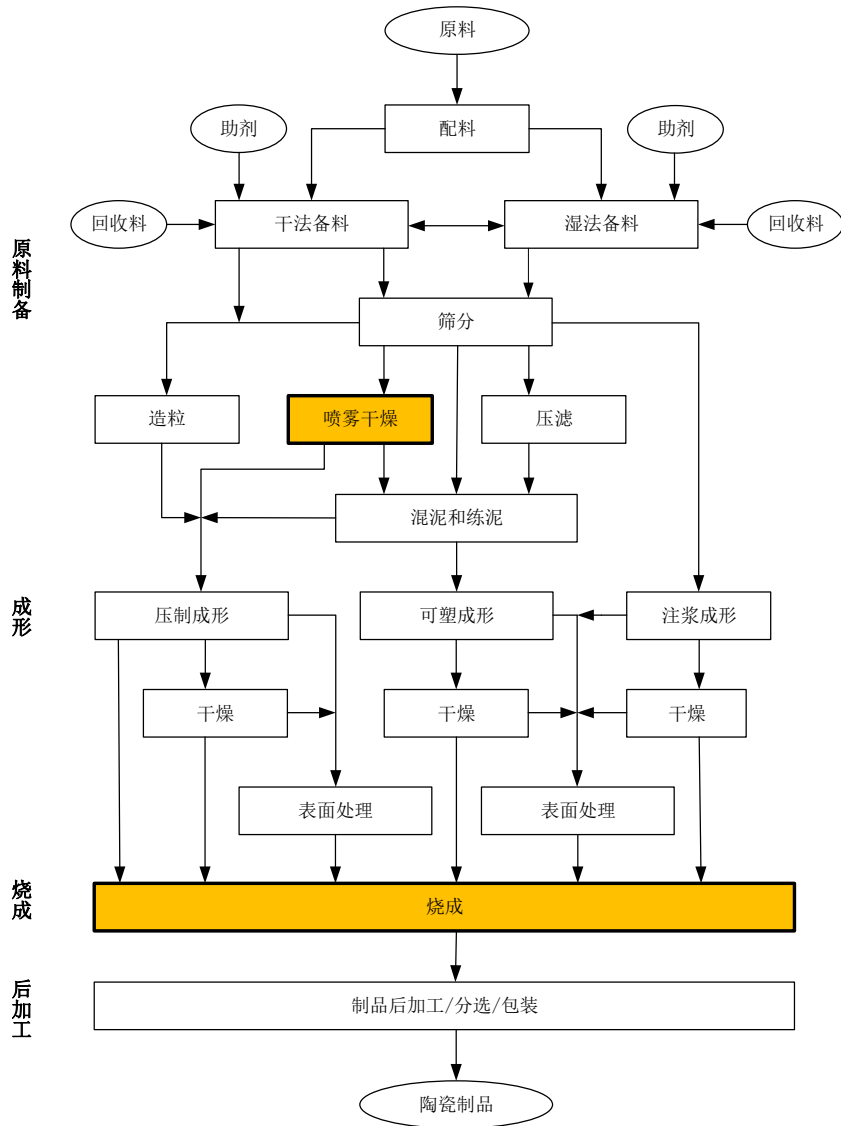 原料
配料
助剂
助剂
回收料
干法备料
湿法备料
回收料
原料制备
筛分
造粒
喷雾干燥
压滤
混泥和练泥
成形
压制成形
可塑成形
注浆成形
干燥
干燥
干燥
表面处理
表面处理
烧成
烧成
后加工
制品后加工/分选/包装
陶瓷制品